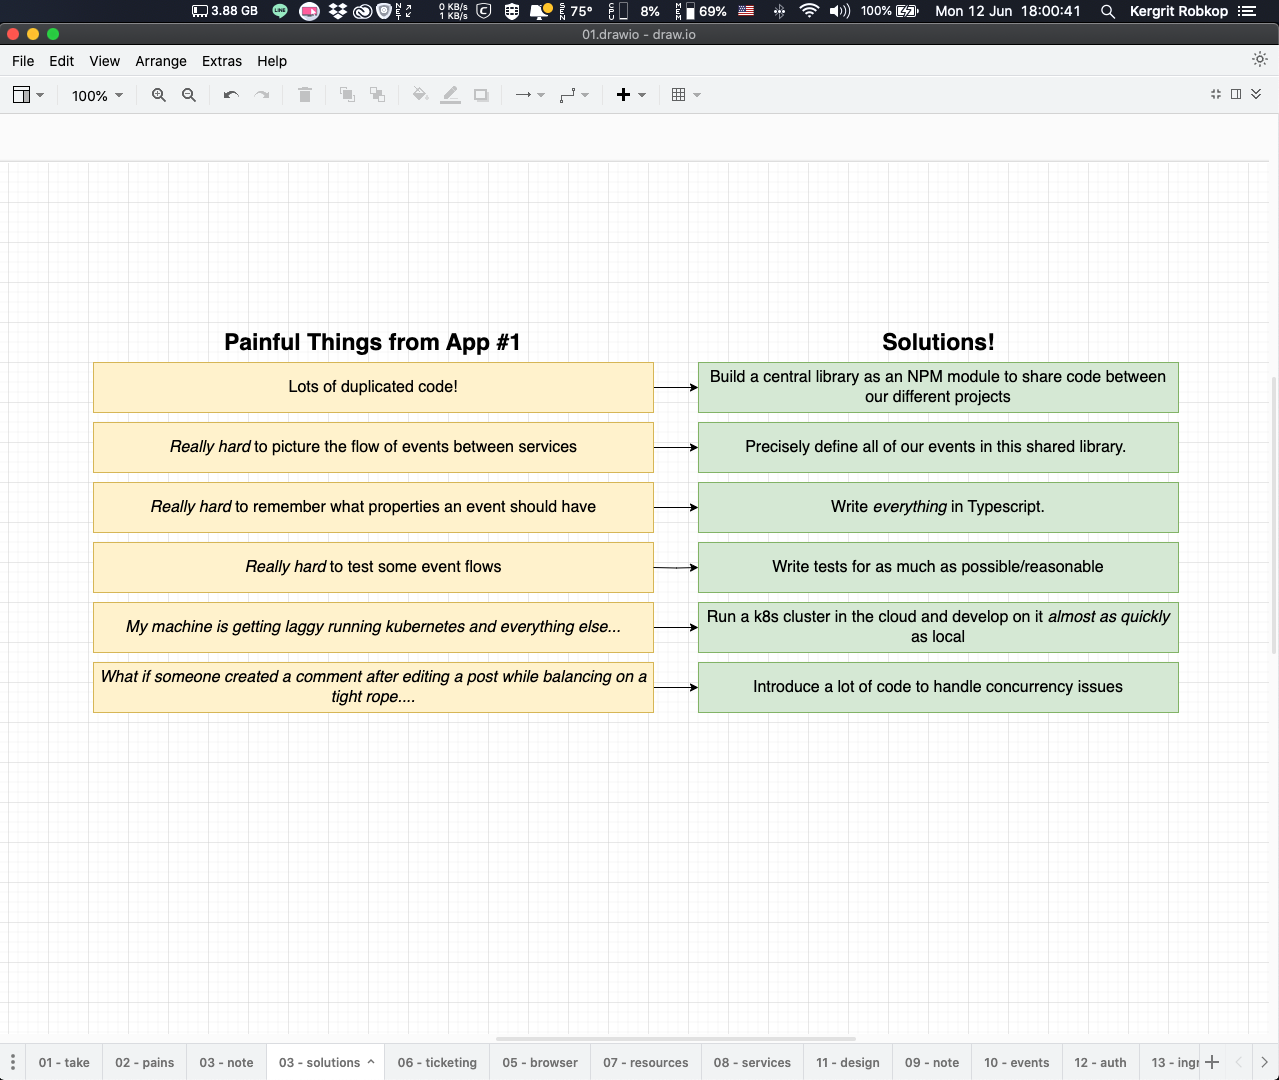 3.88 GB LINE NET 0 KB/s 1 KB/s SEN 75° CPU 8% MEM 69% 100% Mon 12 Jun 18:00:41 Kergrit Robkop
01.drawio - draw.io
File Edit View Arrange Extras Help
100%
Painful Things from App #1 Solutions!
Lots of duplicated code!
Build a central library as an NPM module to share code between
our different projects
Really hard to picture the flow of events between services
Precisely define all of our events in this shared library.
Really hard to remember what properties an event should have
Write everything in Typescript.
Really hard to test some event flows
Write tests for as much as possible/reasonable
My machine is getting laggy running kubernetes and everything else...
Run a k8s cluster in the cloud and develop on it almost as quickly
as local
What if someone created a comment after editing a post while balancing on a
tight rope....
Introduce a lot of code to handle concurrency issues
01 - take 02 - pains 03 - note 03 - solutions 06 - ticketing 05 - browser 07 - resources 08 - services 11 - design 09 - note 10 - events 12 - auth 13 - ingr